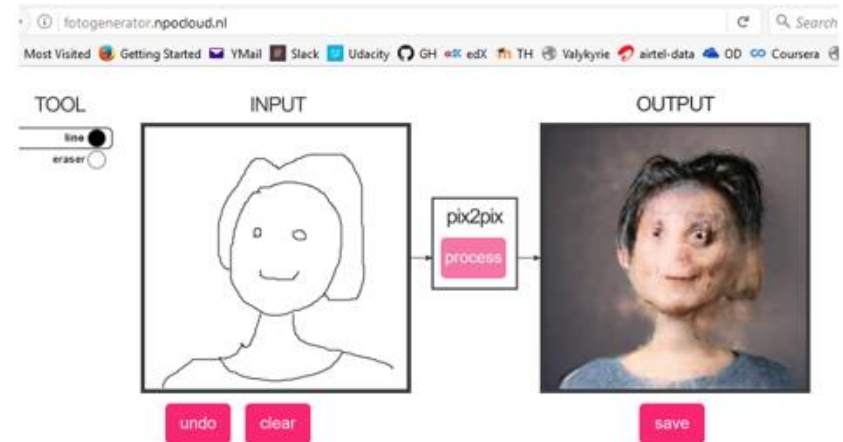 fotogenerator.npocloud.nl Search
Most Visited Getting Started YMail Slack Udacity GH edX TH Valykyrie airtel-data OD Coursera
TOOL INPUT OUTPUT
line
eraser
pix2pix
process
undo clear save